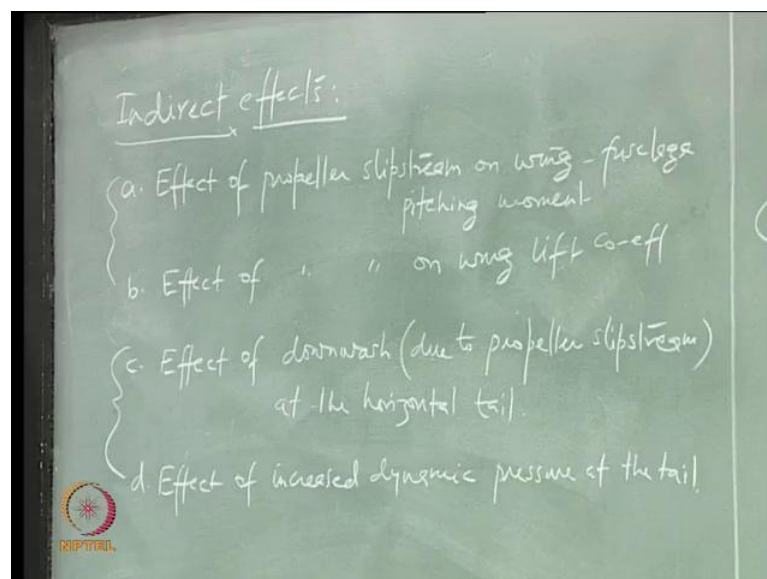 Indirect effects:
a. Effect of propeller slipstream on wing-fuselage
pitching moment
b. Effect of " " on wing lift co-eff
c. Effect of downwash (due to propeller slipstream)
at the horizontal tail.
d. Effect of increased dynamic pressure at the tail.
NPTEL